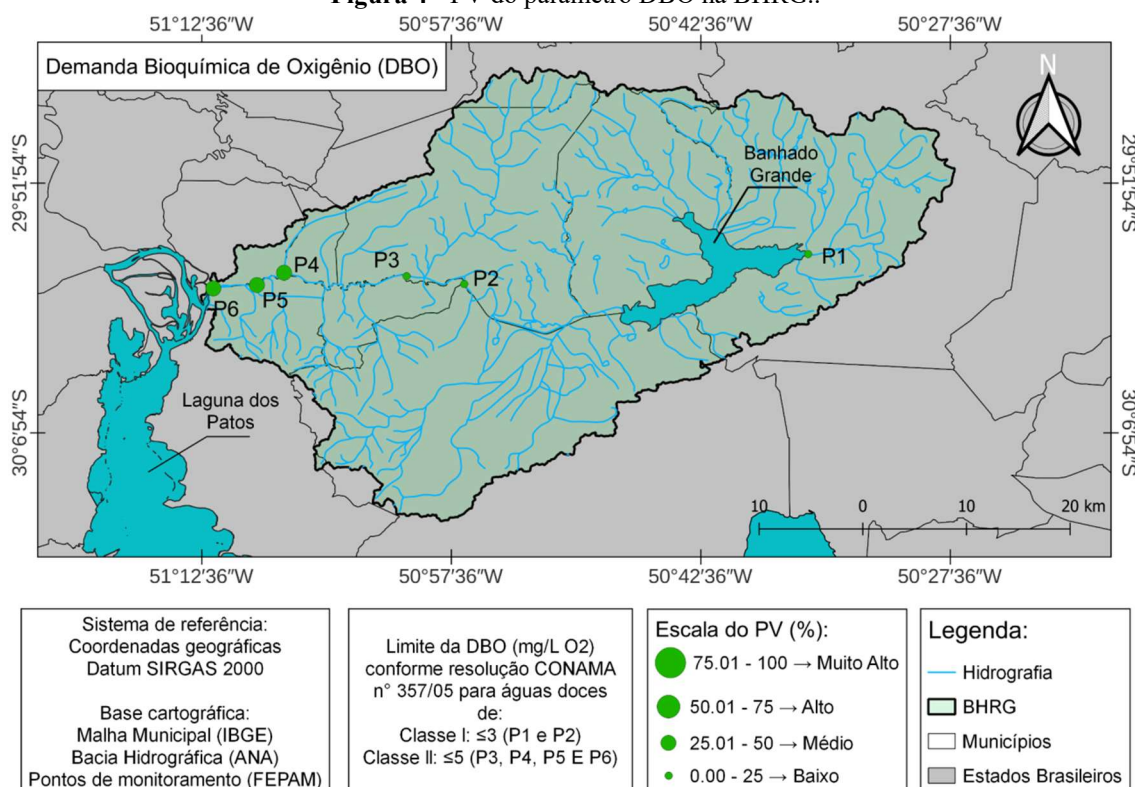 Figura 4 - PV do parâmetro DBO na BHRG..
51°12′36″W 50°57′36″W 50°42′36″W 50°27′36″W
Demanda Bioquímica de Oxigênio (DBO)
N
29°51′54″S
29°51′54″S
Banhado
Grande
P1
P2
P3
P4
P5
P6
Laguna dos
Patos
30°6′54″S
30°6′54″S
10 0 10 20 km
51°12′36″W 50°57′36″W 50°42′36″W 50°27′36″W
Sistema de referência:
Coordenadas geográficas
Datum SIRGAS 2000
Base cartográfica:
Malha Municipal (IBGE)
Bacia Hidrográfica (ANA)
Pontos de monitoramento (FEPAM)
Limite da DBO (mg/L O2)
conforme resolução CONAMA
n° 357/05 para águas doces
de:
Classe I: ≤3 (P1 e P2)
Classe II: ≤5 (P3, P4, P5 E P6)
Escala do PV (%):
75.01 - 100 → Muito Alto
50.01 - 75 → Alto
25.01 - 50 → Médio
0.00 - 25 → Baixo
Legenda:
Hidrografia
BHRG
Municípios
Estados Brasileiros